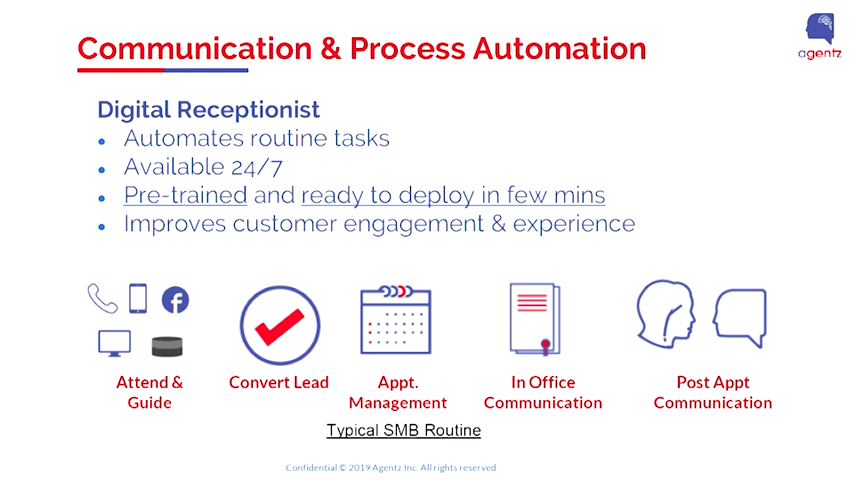 Communication & Process Automation
agentz
Digital Receptionist
• Automates routine tasks
• Available 24/7
• Pre-trained and ready to deploy in few mins
• Improves customer engagement & experience
Attend &
Guide
Convert Lead
Appt.
Management
In Office
Communication
Post Appt
Communication
Typical SMB Routine
Confidential © 2019 Agentz Inc. All rights reserved